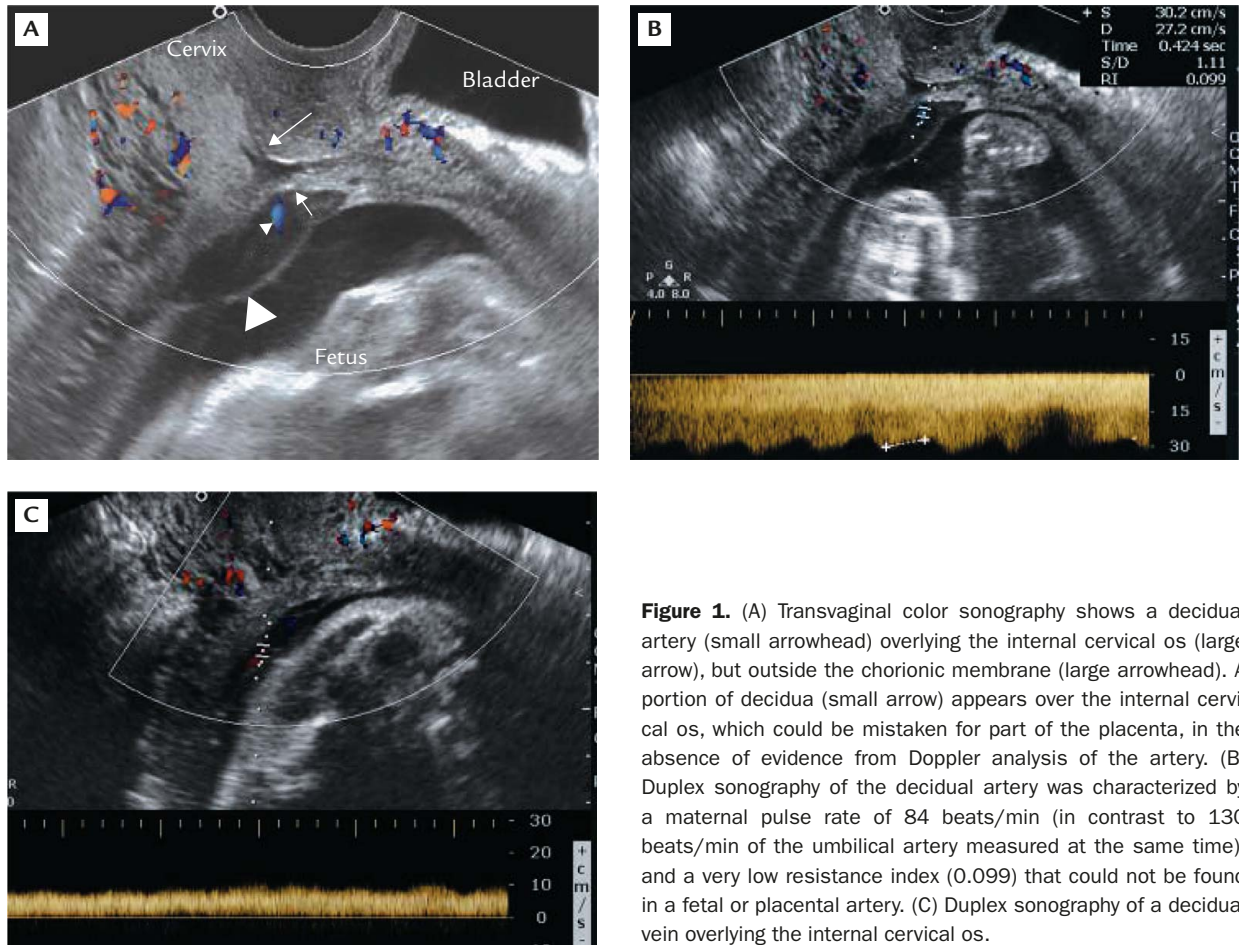 A
Cervix
Bladder
Fetus
B
+ S 30.2 cm/s
D 27.2 cm/s
Time 0.424 sec
S/D 1.11
RI 0.099
G
P R
4.0 8.0
15
0
15
30
+
cm/s
-
C
30
20
10
0
+
cm/s
-
Figure 1. (A) Transvaginal color sonography shows a decidua
artery (small arrowhead) overlying the internal cervical os (large
arrow), but outside the chorionic membrane (large arrowhead). A
portion of decidua (small arrow) appears over the internal cervi
cal os, which could be mistaken for part of the placenta, in the
absence of evidence from Doppler analysis of the artery. (B
Duplex sonography of the decidual artery was characterized by
a maternal pulse rate of 84 beats/min (in contrast to 130
beats/min of the umbilical artery measured at the same time)
and a very low resistance index (0.099) that could not be found
in a fetal or placental artery. (C) Duplex sonography of a decidua
vein overlying the internal cervical os.